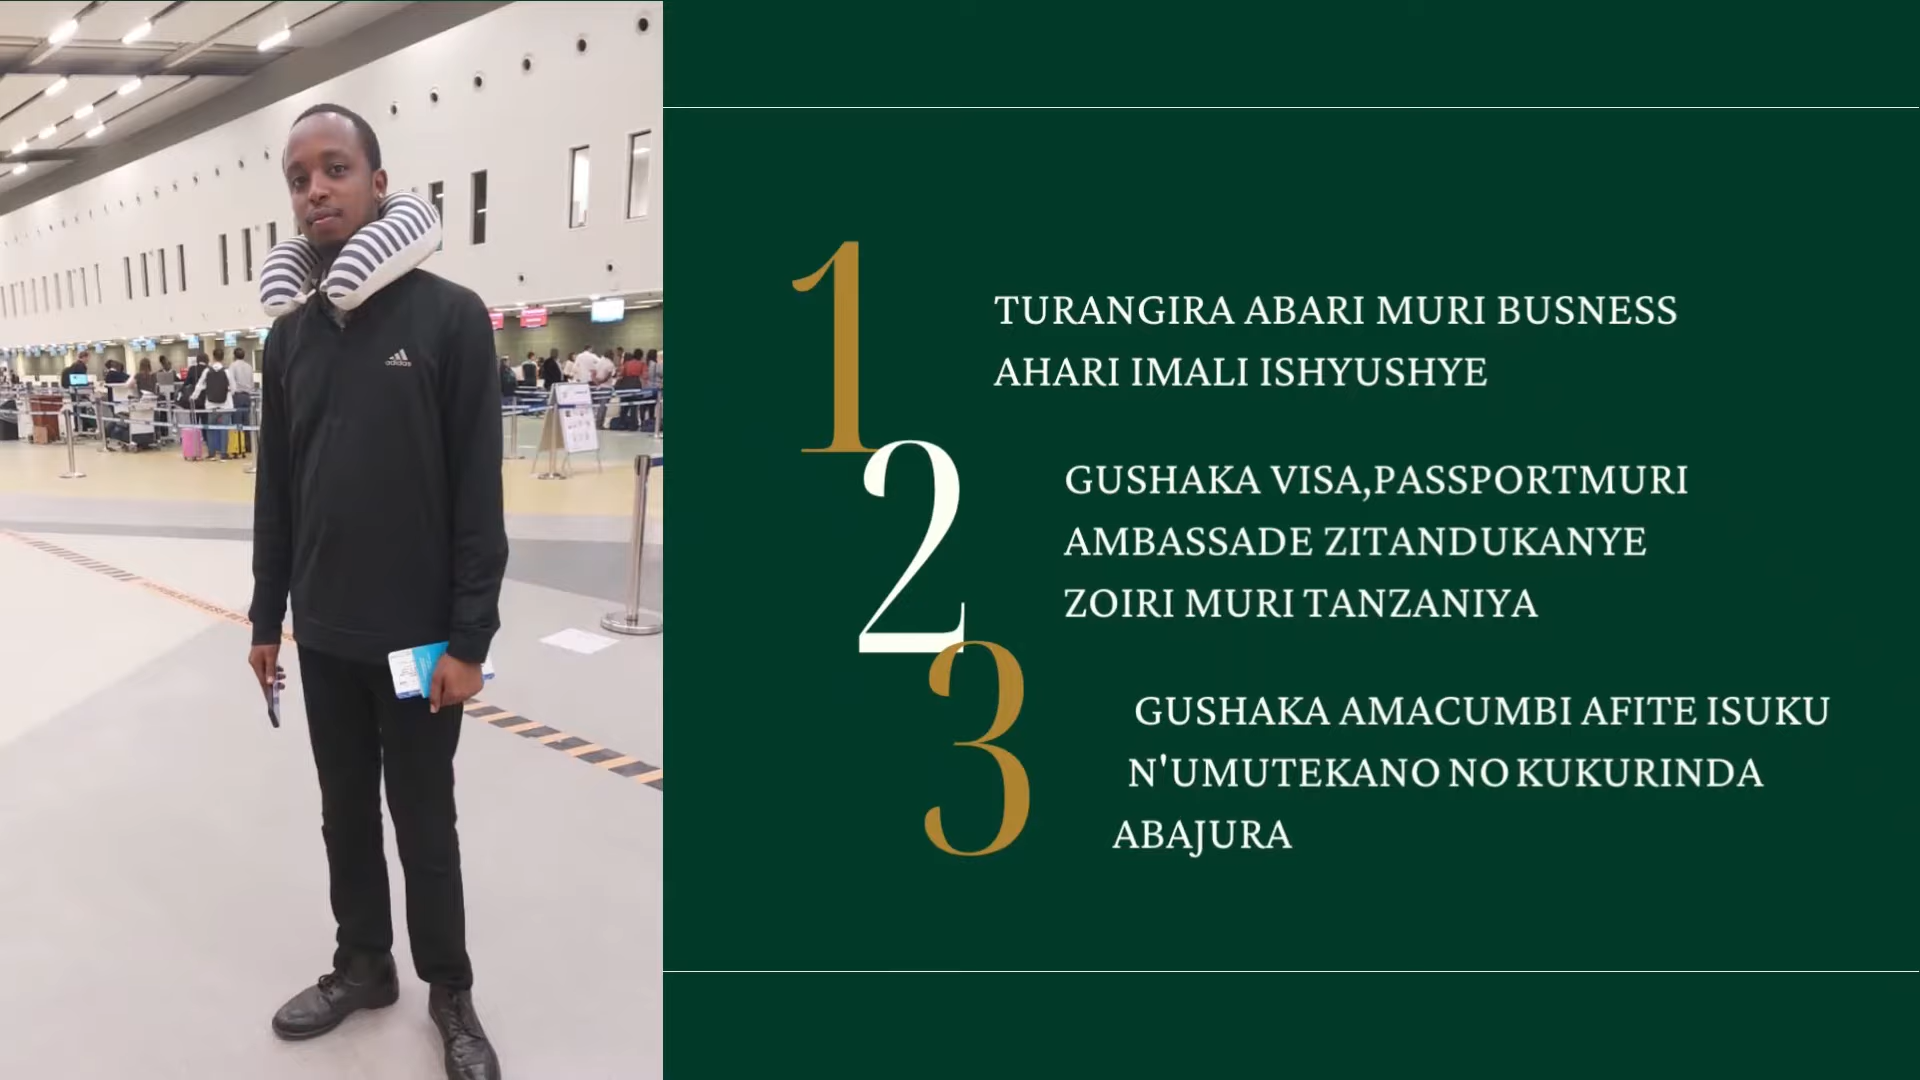 adidas
1
TURANGIRA ABARI MURI BUSNESS
AHARI IMALI ISHYUSHYE
2
GUSHAKA VISA,PASSPORTMURI
AMBASSADE ZITANDUKANYE
ZOIRI MURI TANZANIYA
3
GUSHAKA AMACUMBI AFITE ISUKU
N'UMUTEKANO NO KUKURINDA
ABAJURA